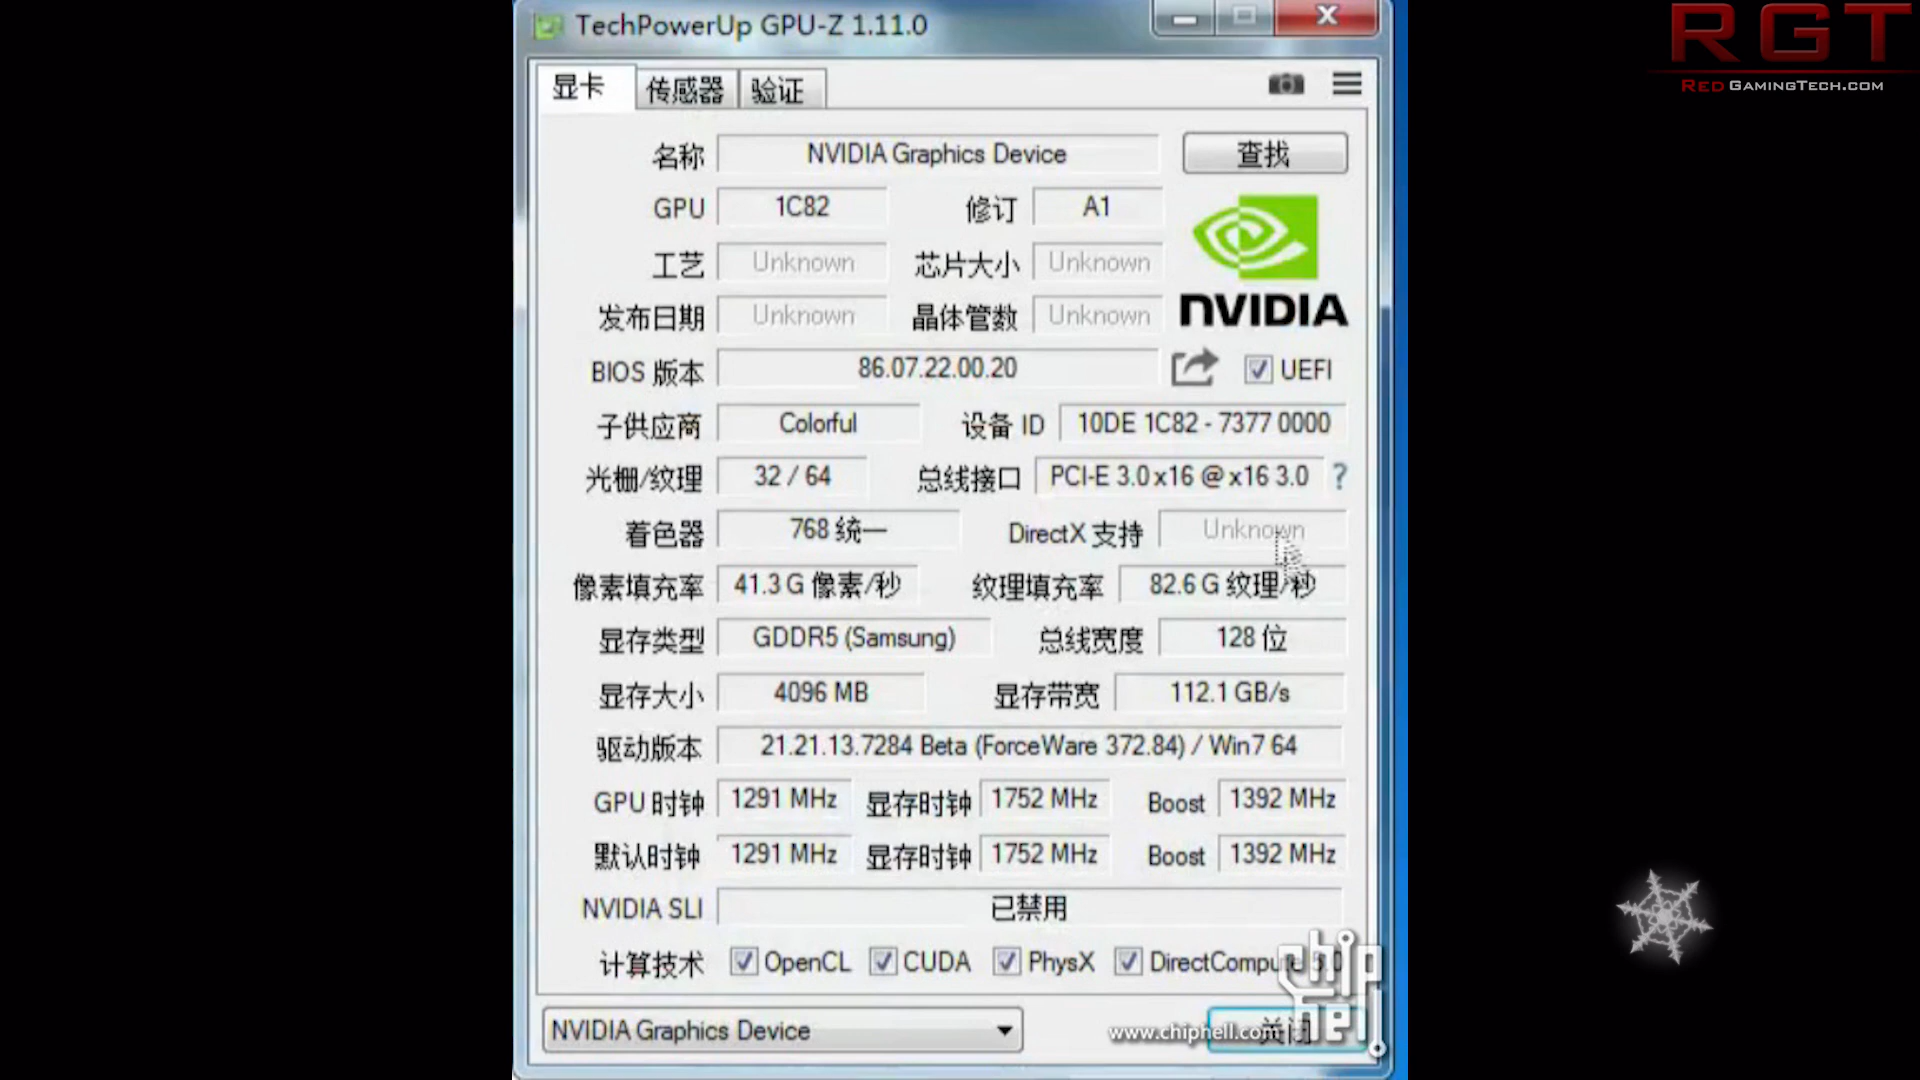 TechPowerUp GPU-Z 1.11.0
RGT
RED GAMINGTECH.COM
显卡 传感器 验证
名称 NVIDIA Graphics Device 查找
GPU 1C82 修订 A1
工艺 Unknown 芯片大小 Unknown
发布日期 Unknown 晶体管数 Unknown
NVIDIA
BIOS 版本 86.07.22.00.20 UEFI
子供应商 Colorful 设备 ID 10DE 1C82 - 7377 0000
光栅/纹理 32 / 64 总线接口 PCI-E 3.0 x16 @ x16 3.0 ?
着色器 768 统一 DirectX 支持 Unknown
像素填充率 41.3 G 像素/秒 纹理填充率 82.6 G 纹理/秒
显存类型 GDDR5 (Samsung) 总线宽度 128 位
显存大小 4096 MB 显存带宽 112.1 GB/s
驱动版本 21.21.13.7284 Beta (ForceWare 372.84) / Win7 64
GPU 时钟 1291 MHz 显存时钟 1752 MHz Boost 1392 MHz
默认时钟 1291 MHz 显存时钟 1752 MHz Boost 1392 MHz
NVIDIA SLI 已禁用
计算技术 OpenCL CUDA PhysX DirectCompute 5.0
chip hell
NVIDIA Graphics Device www.chiphell.com 关闭